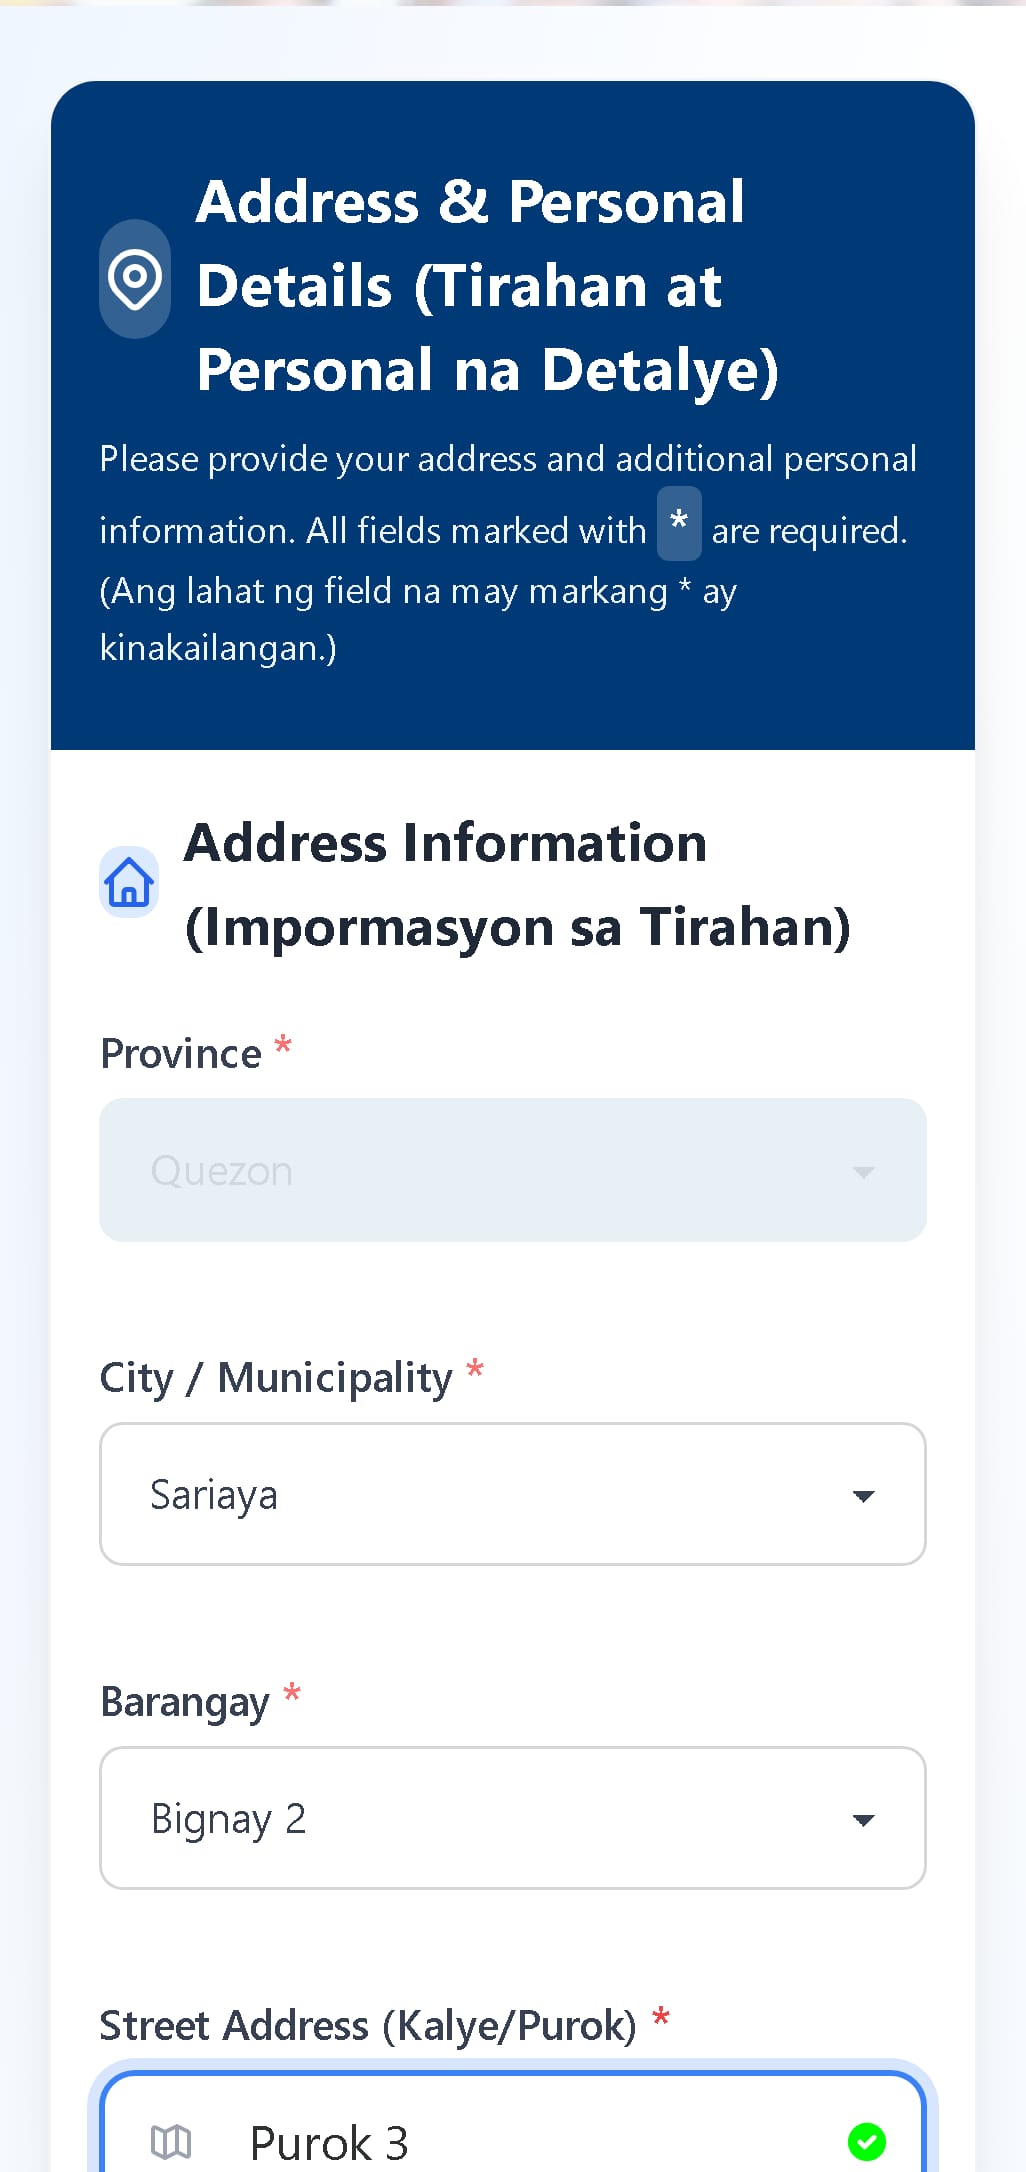 Address & Personal
Details (Tirahan at
Personal na Detalye)
Please provide your address and additional personal
information. All fields marked with * are required.
(Ang lahat ng field na may markang * ay
kinakailangan.)
Address Information
(Impormasyon sa Tirahan)
Province *
Quezon
City / Municipality *
Sariaya
Barangay *
Bignay 2
Street Address (Kalye/Purok) *
Purok 3